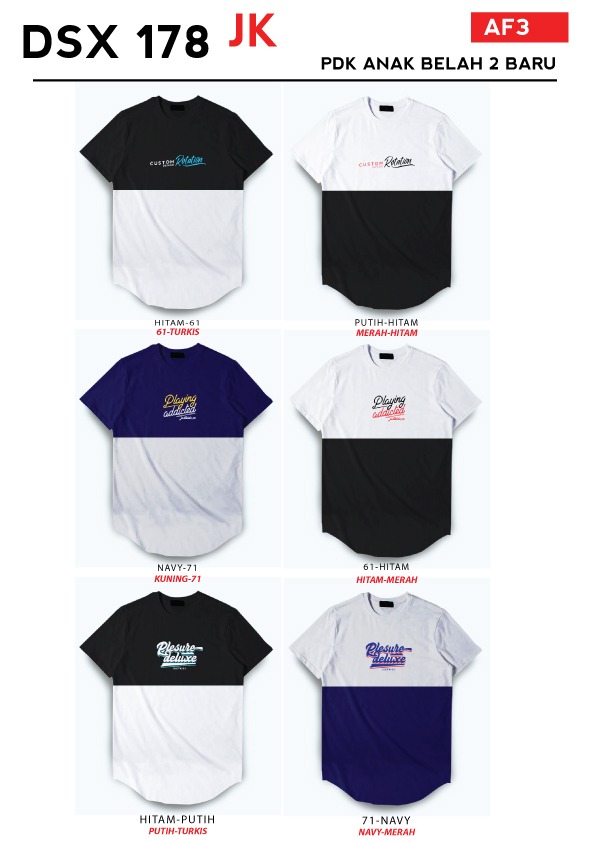 DSX 178 JK
AF3
PDK ANAK BELAH 2 BARU
CUSTOM Rotation
CUSTOM Rotation
HITAM-61
61-TURKIS
PUTIH-HITAM
MERAH-HITAM
Playing
addicted
Playing
addicted
NAVY-71
KUNING-71
61-HITAM
HITAM-MERAH
Plesure
deluxe
Plesure
deluxe
HITAM-PUTIH
PUTIH-TURKIS
71-NAVY
NAVY-MERAH